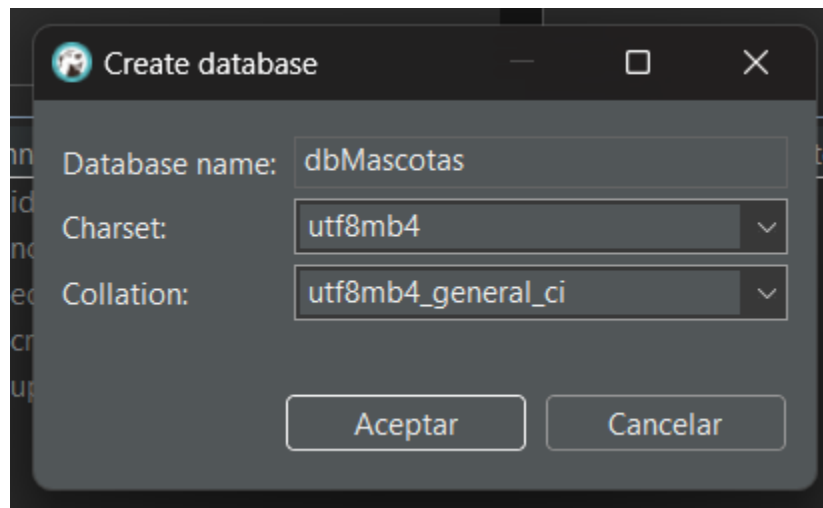 Create database
Database name: dbMascotas
Charset: utf8mb4
Collation: utf8mb4_general_ci
Aceptar Cancelar